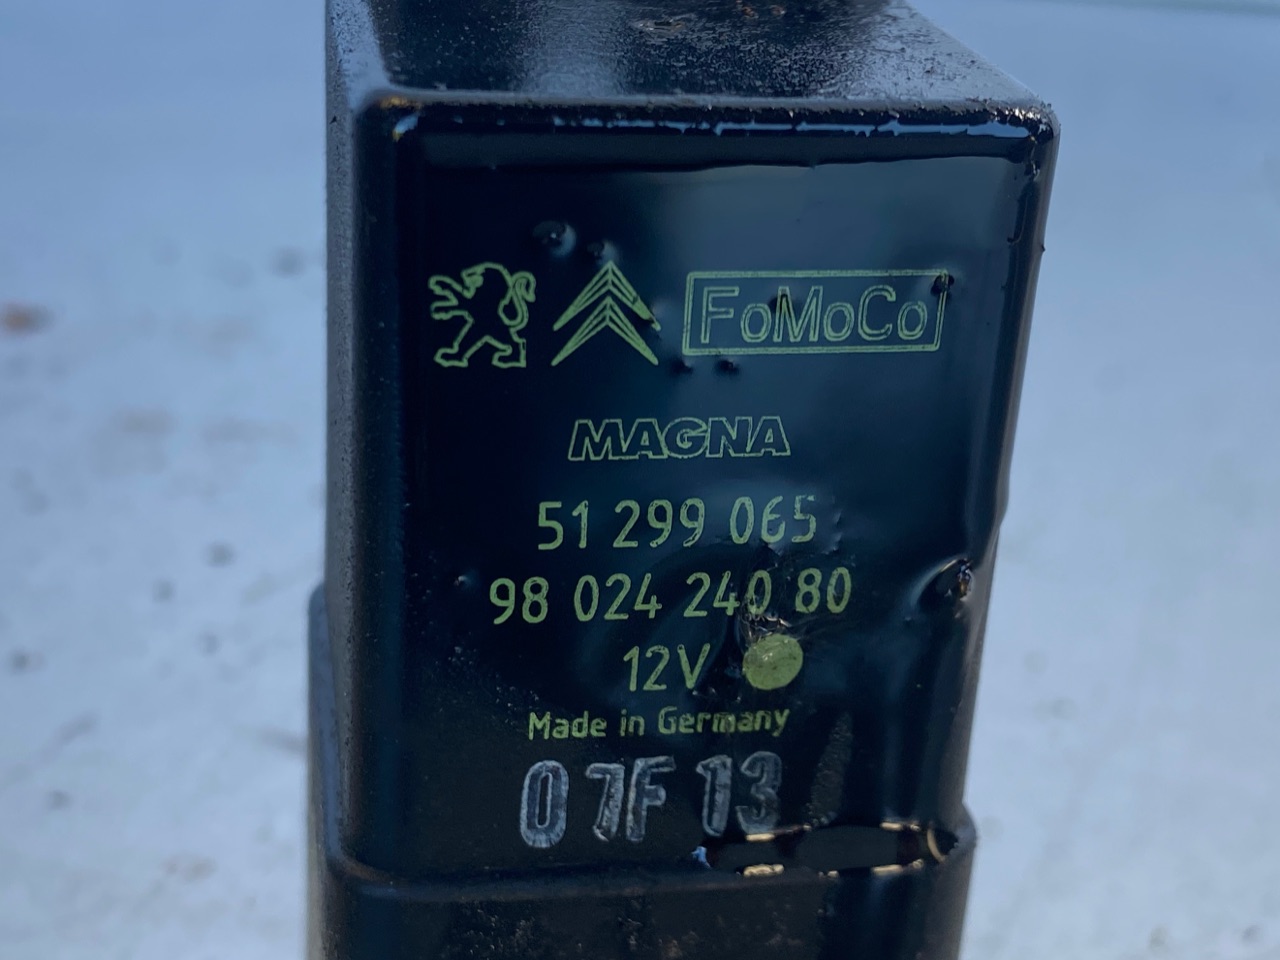 FoMoCo
MAGNA
51 299 065
98 024 240 80
12V
Made in Germany
07F 13